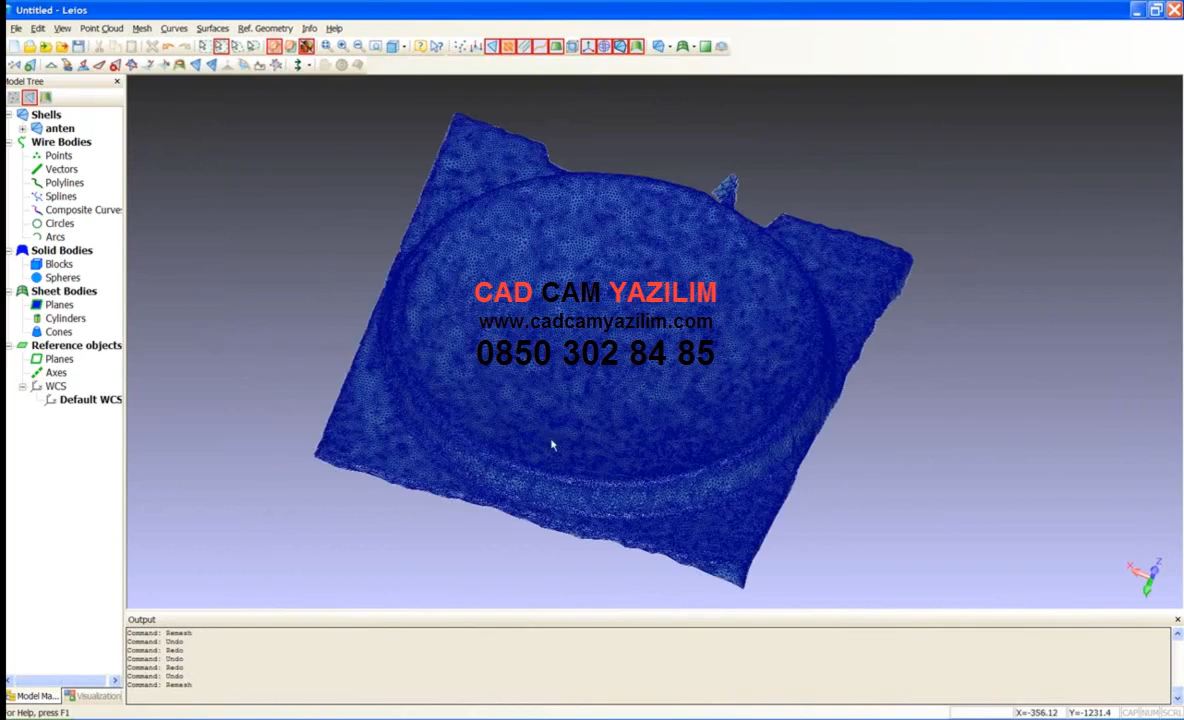 Untitled - Leios
File Edit View Point Cloud Mesh Curves Surfaces Ref. Geometry Info Help
Model Tree
Shells
anten
Wire Bodies
Points
Vectors
Polylines
Splines
Composite Curve
Circles
Arcs
Solid Bodies
Blocks
Spheres
Sheet Bodies
Planes
Cylinders
Cones
Reference objects
Planes
Axes
WCS
Default WCS
CAD CAM YAZILIM
www.cadcamyazilim.com
0850 302 84 85
X
Z
Output
Command: Remesh
Command: Undo
Command: Redo
Command: Undo
Command: Redo
Command: Undo
Command: Remesh
Model Ma... Visualization
or Help, press F1
X=-356.12 Y=-1231.4 CAP NUM SCRL